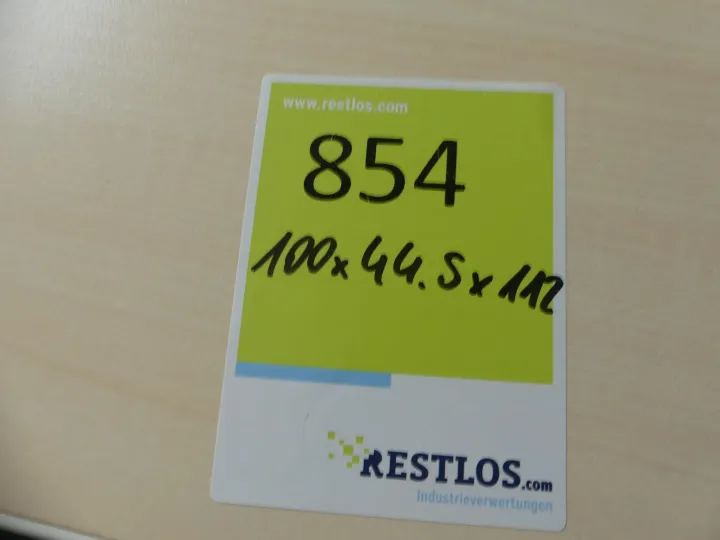 www.restlos.com
854
100x44.5x112
RESTLOS.com
Industrieverwertungen